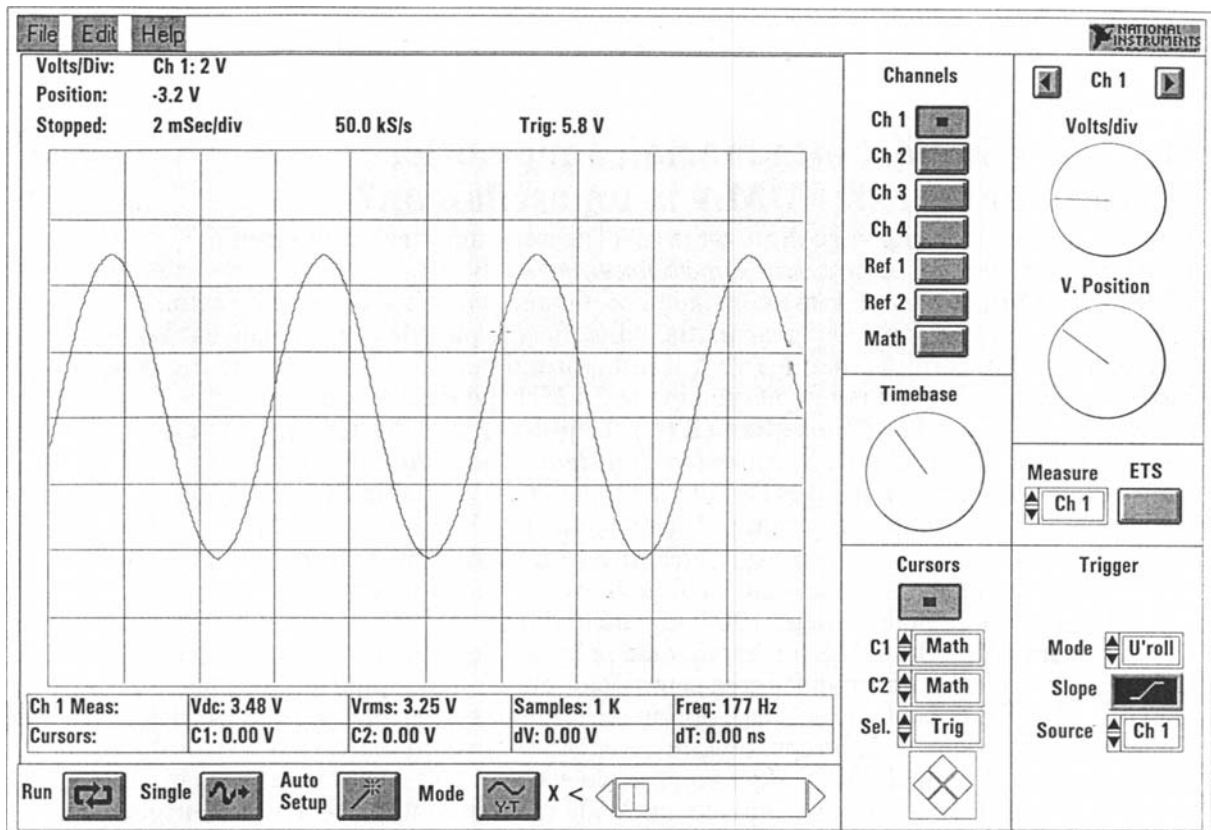 File Edit Help
NATIONAL INSTRUMENTS
Volts/Div: Ch 1: 2 V
Position: -3.2 V
Stopped: 2 mSec/div 50.0 kS/s Trig: 5.8 V
Channels
Ch 1
Ch 2
Ch 3
Ch 4
Ref 1
Ref 2
Math
Ch 1
Volts/div
V. Position
Timebase
Measure ETS
Ch 1
Cursors
C1 Math
C2 Math
Sel. Trig
Trigger
Mode U'roll
Slope
Source Ch 1
Ch 1 Meas: Vdc: 3.48 V Vrms: 3.25 V Samples: 1 K Freq: 177 Hz
Cursors: C1: 0.00 V C2: 0.00 V dV: 0.00 V dT: 0.00 ns
Run Single Auto Setup Mode Y-T X <